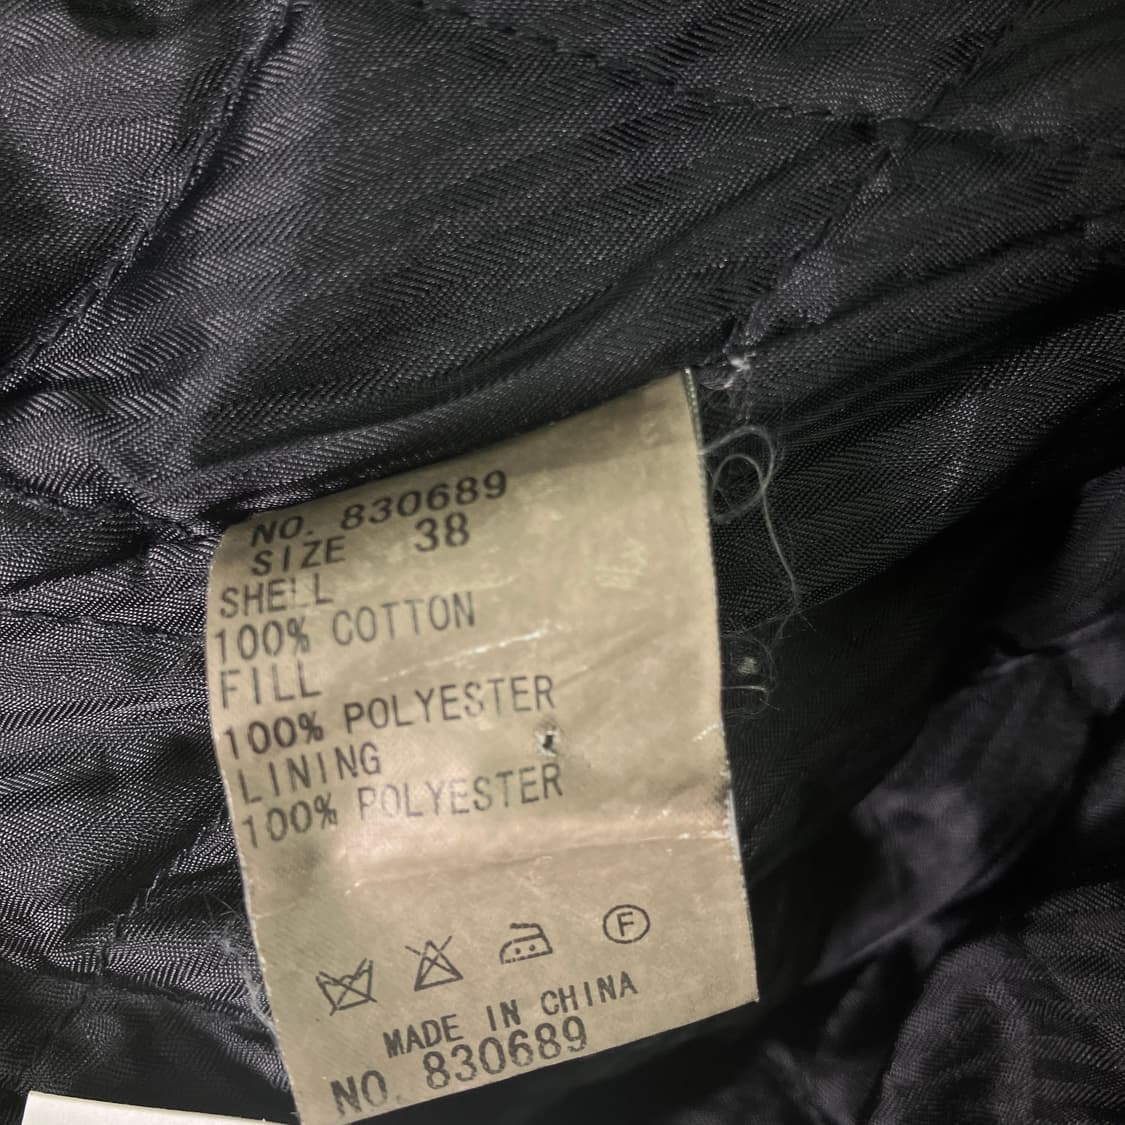 NO. 830689
SIZE 38
SHELL
100% COTTON
FILL
100% POLYESTER
LINING
100% POLYESTER
F
MADE IN CHINA
NO. 830689